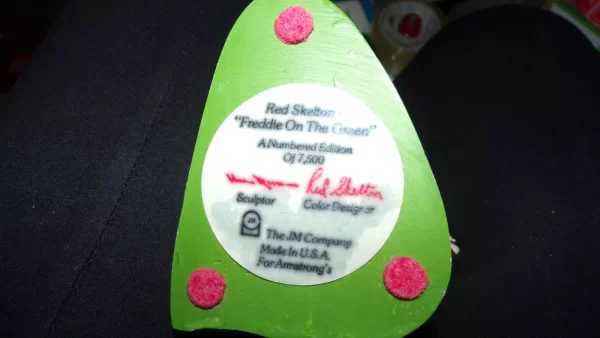 Red Skelton
"Freddie On The Green"
A Numbered Edition
Of 7,500
Red Skelton
Sculptor Color Designer
JM
The JM Company
Made In U.S.A.
For Armstrong's